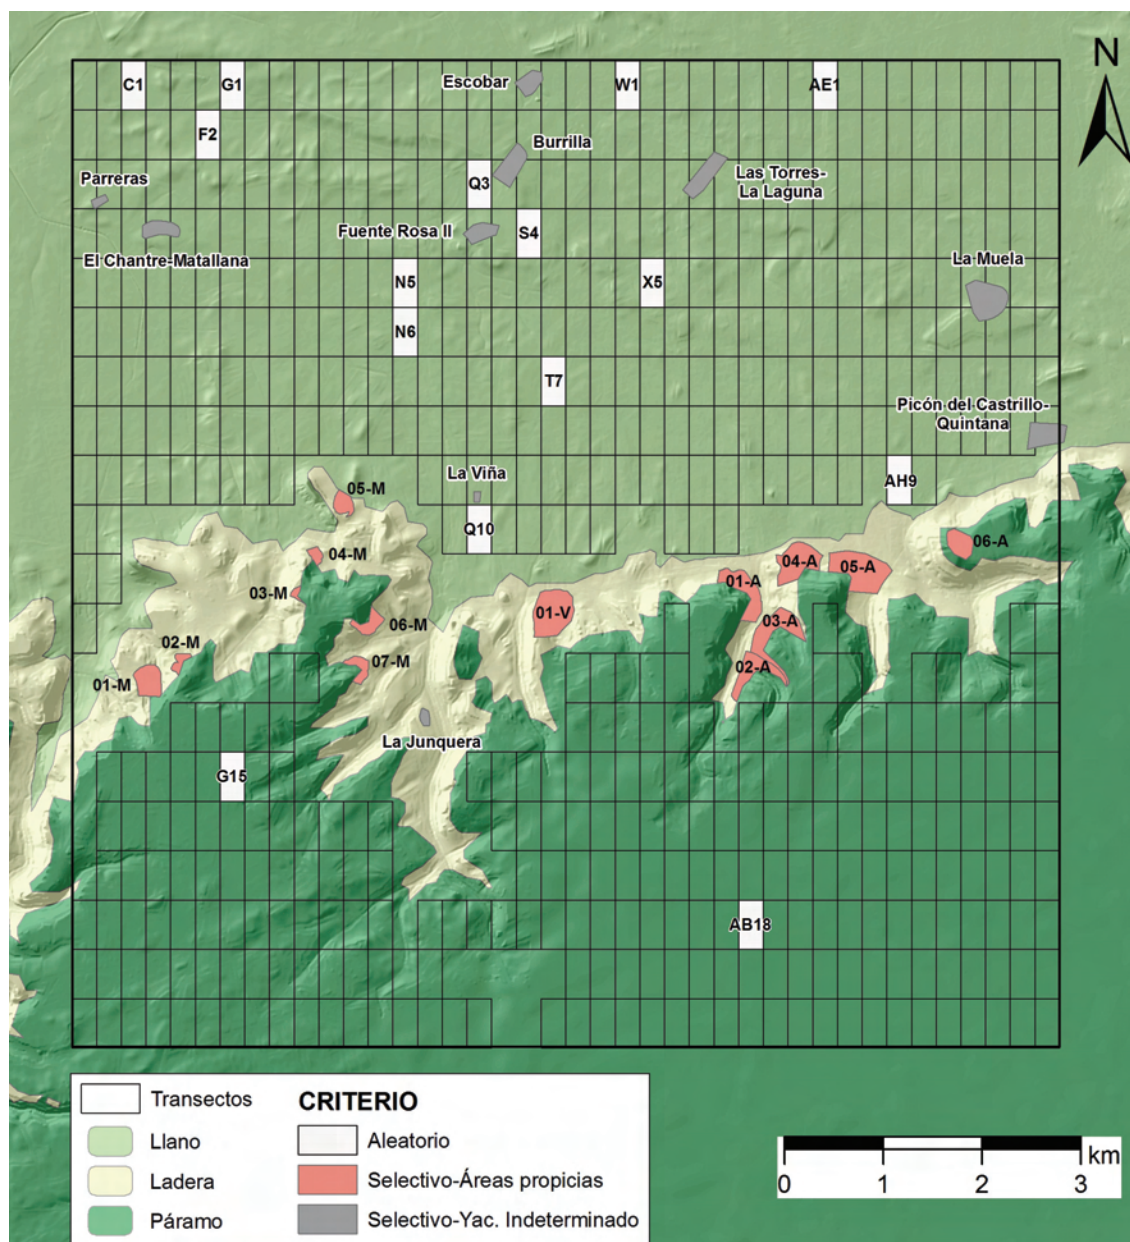 N
C1
G1
Escobar
W1
AE1
F2
Burrilla
Parreras
Q3
Las Torres-
La Laguna
El Chantre-Matallana
Fuente Rosa II
S4
La Muela
N5
X5
N6
T7
Picón del Castrillo-
Quintana
La Viña
AH9
05-M
Q10
04-M
03-M
06-M
02-M
01-M
07-M
01-V
01-A
04-A
05-A
06-A
03-A
02-A
La Junquera
G15
AB18
Transectos
Llano
Ladera
Páramo
CRITERIO
Aleatorio
Selectivo-Áreas propicias
Selectivo-Yac. Indeterminado
km
0 1 2 3